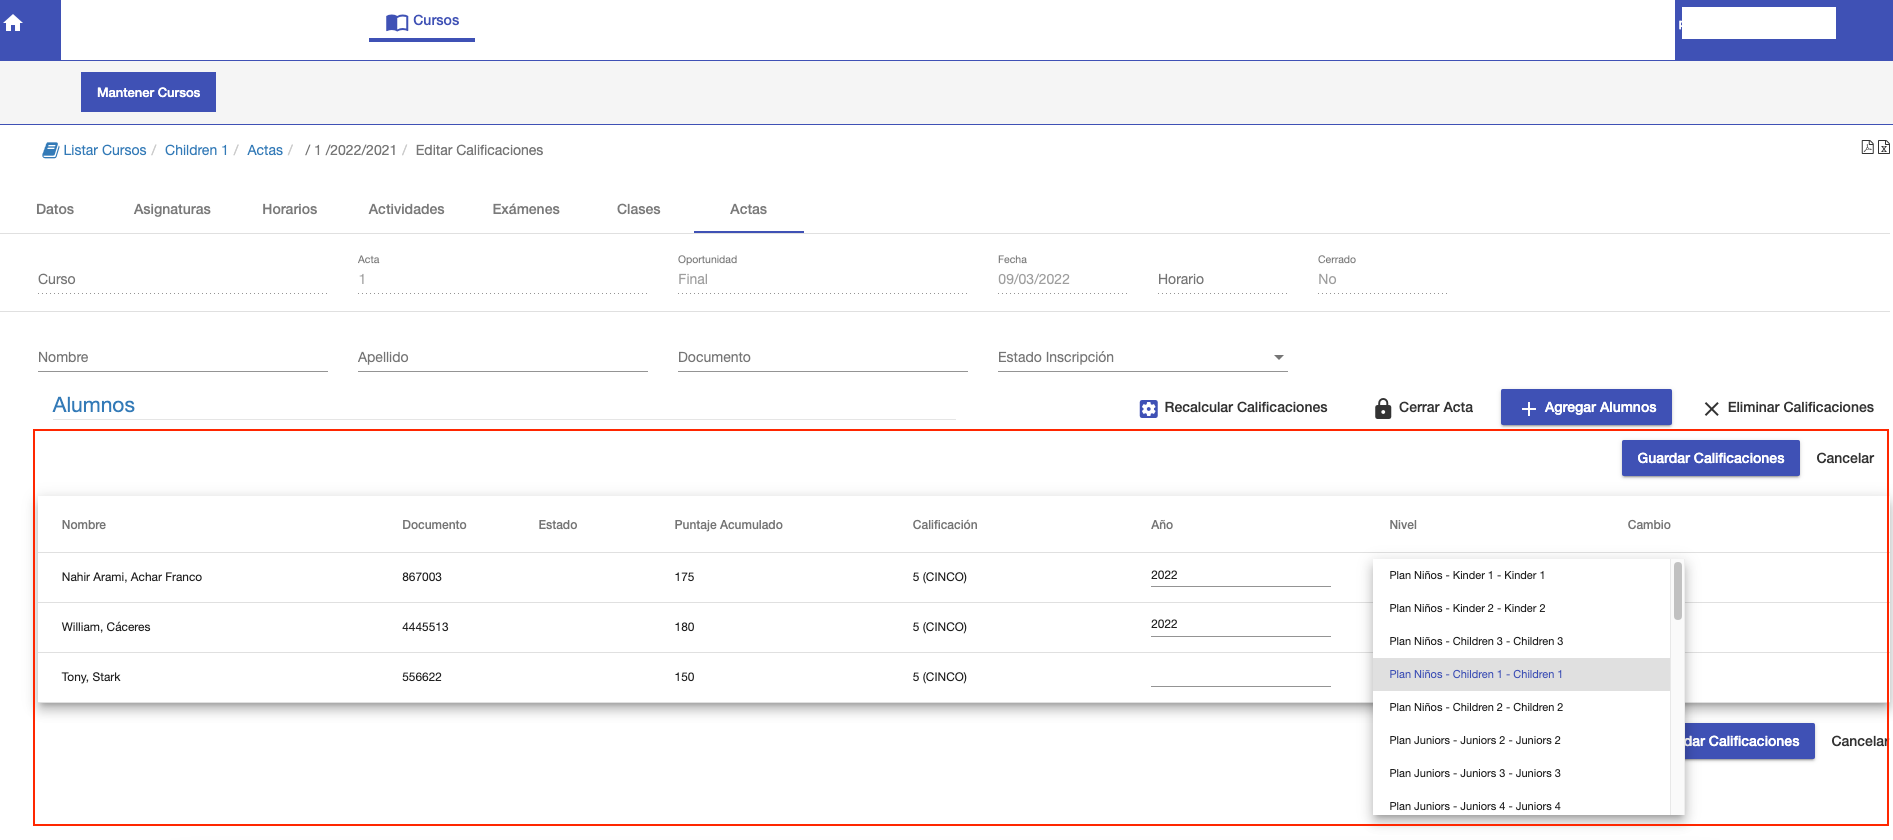 Cursos
Mantener Cursos
Listar Cursos / Children 1 / Actas / / 1 /2022/2021 / Editar Calificaciones
Datos Asignaturas Horarios Actividades Exámenes Clases Actas
Acta Oportunidad Fecha Cerrado
Curso 1 Final 09/03/2022 Horario No
Nombre Apellido Documento Estado Inscripción
Alumnos Recalcular Calificaciones Cerrar Acta Agregar Alumnos Eliminar Calificaciones
Guardar Calificaciones Cancelar
Nombre Documento Estado Puntaje Acumulado Calificación Año Nivel Cambio
Nahir Arami, Achar Franco 867003 175 5 (CINCO) 2022
William, Cáceres 4445513 180 5 (CINCO) 2022
Tony, Stark 556622 150 5 (CINCO)
Plan Niños - Kinder 1 - Kinder 1
Plan Niños - Kinder 2 - Kinder 2
Plan Niños - Children 3 - Children 3
Plan Niños - Children 1 - Children 1
Plan Niños - Children 2 - Children 2
Plan Juniors - Juniors 2 - Juniors 2
Plan Juniors - Juniors 3 - Juniors 3
Plan Juniors - Juniors 4 - Juniors 4
dar Calificaciones Cancelar